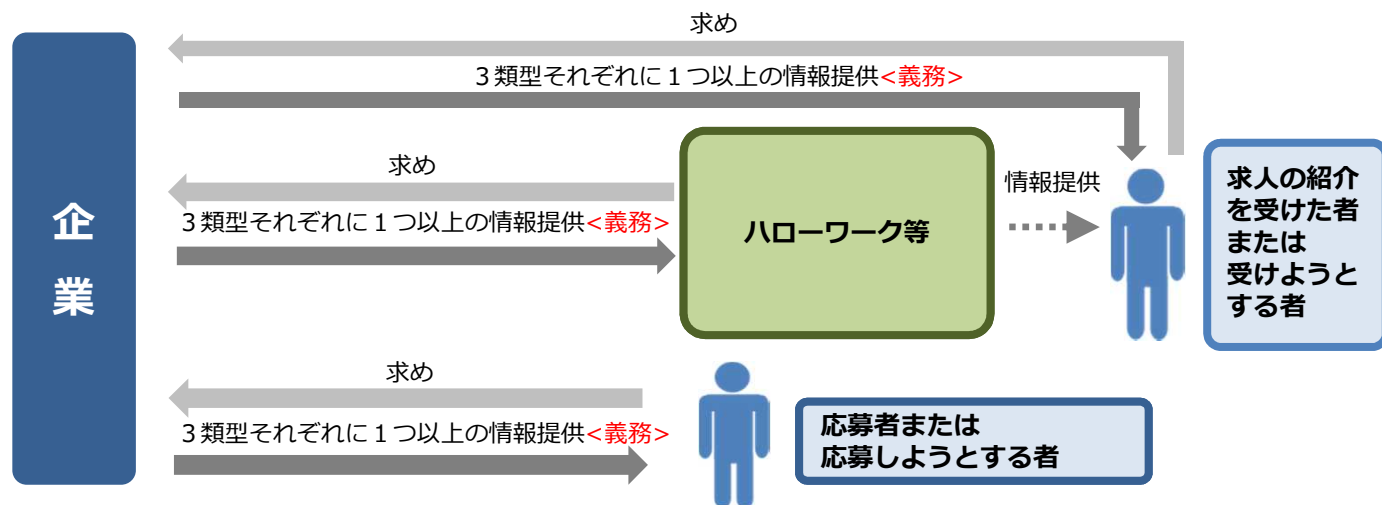 求め
３類型それぞれに１つ以上の情報提供<義務>
企
業
求め
３類型それぞれに１つ以上の情報提供<義務>
ハローワーク等
情報提供
求人の紹介
を受けた者
または
受けようと
する者
求め
３類型それぞれに１つ以上の情報提供<義務>
応募者または
応募しようとする者